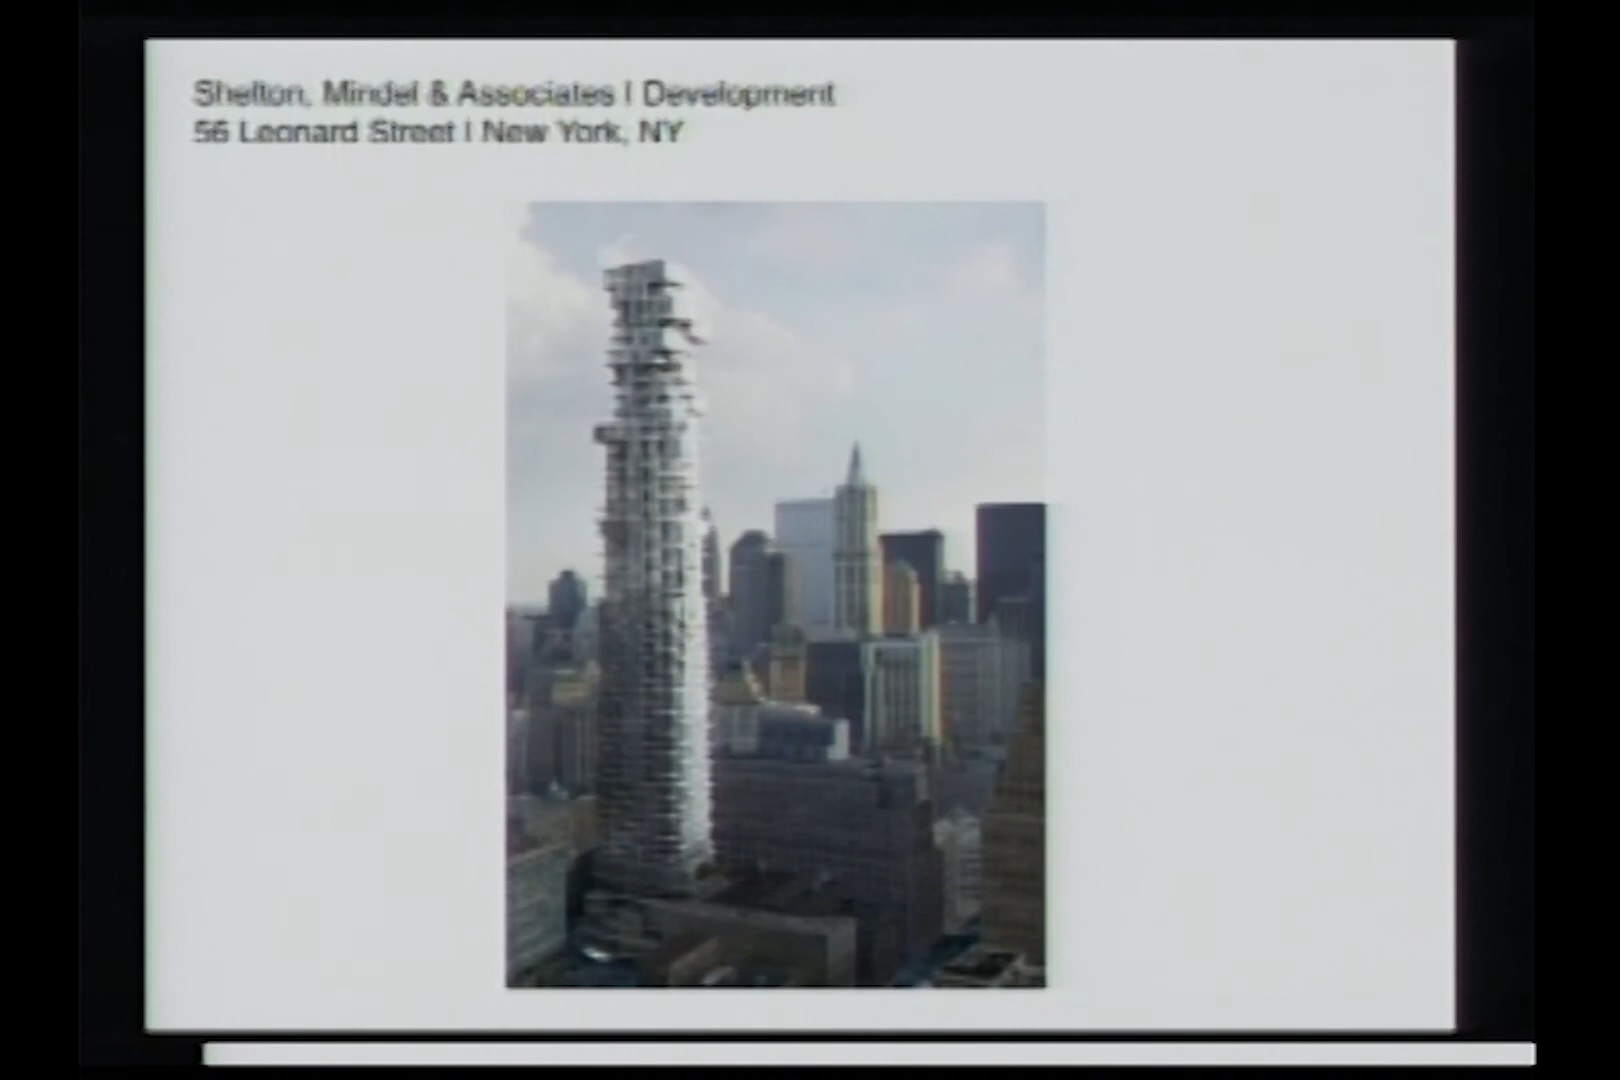 Shelton, Mindel & Associates | Development
56 Leonard Street | New York, NY